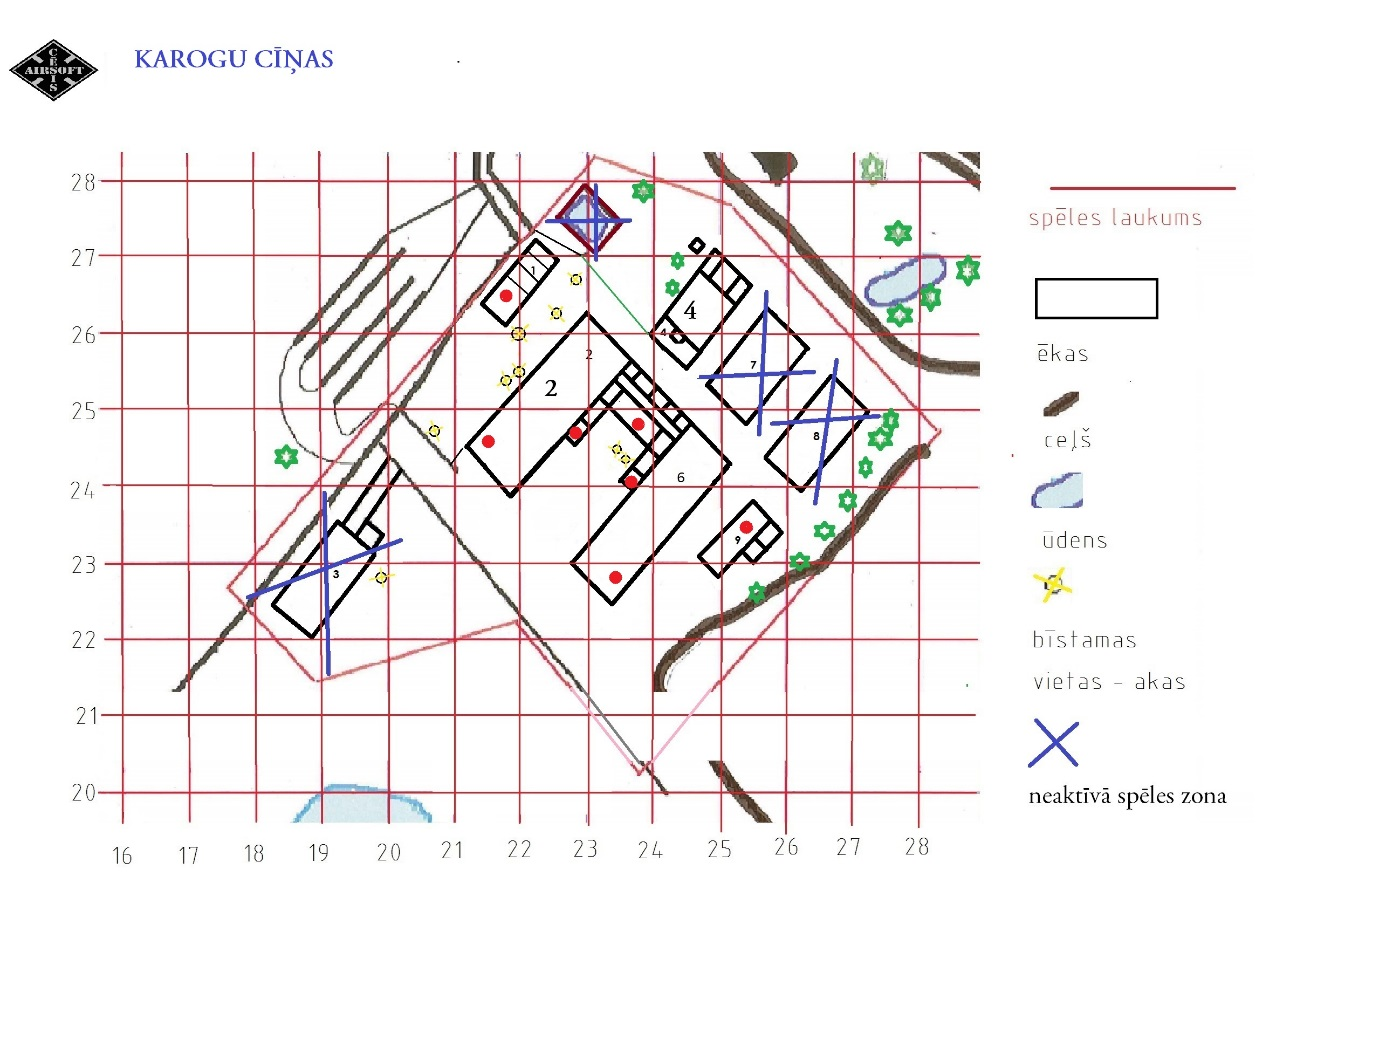 CĒSIS
AIRSOFT
KAROGU CĪŅAS
28
27
26
25
24
23
22
21
20
16 17 18 19 20 21 22 23 24 25 26 27 28
1
2
2
3
4
4
6
7
8
9
spēles laukums
ēkas
ceļš
ūdens
bīstamas
vietas - akas
neaktīvā spēles zona